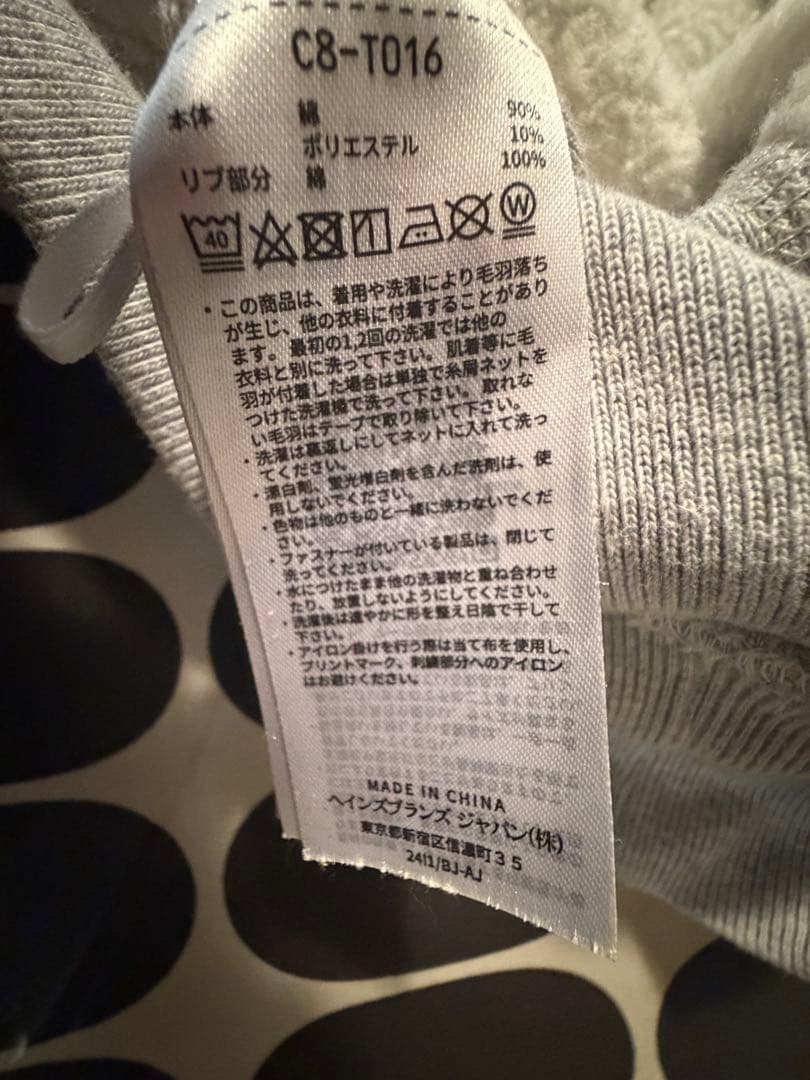 C8-T016
本体 綿 90%
ポリエステル 10%
リブ部分 綿 100%
40 W
・この商品は、着用や洗濯により毛羽落ち
が生じ、他の衣料に付着することがあり
ます。最初の1,2回の洗濯では他の
衣料と別に洗って下さい。肌着等に毛
羽が付着した場合は単独で糸屑ネットを
つけた洗濯機で洗って下さい。取れな
い毛羽はテープで取り除いて下さい。
・洗濯は裏返しにしてネットに入れて洗っ
てください。
・漂白剤、蛍光増白剤を含んだ洗剤は、使
用しないでください。
・色物は他のものと一緒に洗わないでくだ
さい。
・ファスナーが付いている製品は、閉じて
洗ってください。
・水につけたまま他の洗濯物と重ね合わせ
たり、放置しないようにしてください。
・洗濯後は速やかに形を整え日陰で干して
下さい。
・アイロン掛けを行う際は当て布を使用し、
プリントマーク、刺繍部分へのアイロン
はお避けください。
MADE IN CHINA
ヘインズブランズ ジャパン(株)
東京都新宿区信濃町35
24I1/BJ-AJ